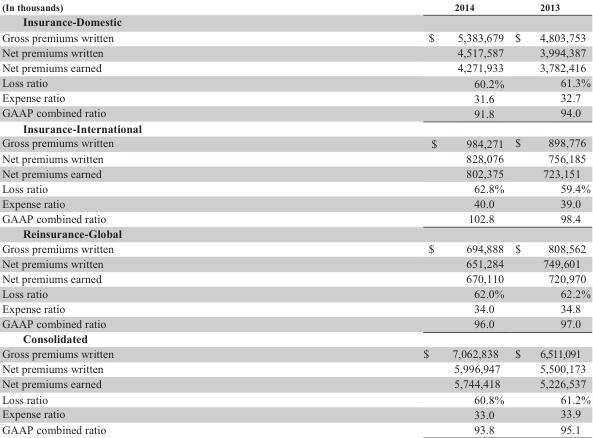 (In thousands) 2014 2013
Insurance-Domestic
Gross premiums written $ 5,383,679 $ 4,803,753
Net premiums written 4,517,587 3,994,387
Net premiums earned 4,271,933 3,782,416
Loss ratio 60.2% 61.3%
Expense ratio 31.6 32.7
GAAP combined ratio 91.8 94.0
Insurance-International
Gross premiums written $ 984,271 $ 898,776
Net premiums written 828,076 756,185
Net premiums earned 802,375 723,151
Loss ratio 62.8% 59.4%
Expense ratio 40.0 39.0
GAAP combined ratio 102.8 98.4
Reinsurance-Global
Gross premiums written $ 694,888 $ 808,562
Net premiums written 651,284 749,601
Net premiums earned 670,110 720,970
Loss ratio 62.0% 62.2%
Expense ratio 34.0 34.8
GAAP combined ratio 96.0 97.0
Consolidated
Gross premiums written $ 7,062,838 $ 6,511,091
Net premiums written 5,996,947 5,500,173
Net premiums earned 5,744,418 5,226,537
Loss ratio 60.8% 61.2%
Expense ratio 33.0 33.9
GAAP combined ratio 93.8 95.1